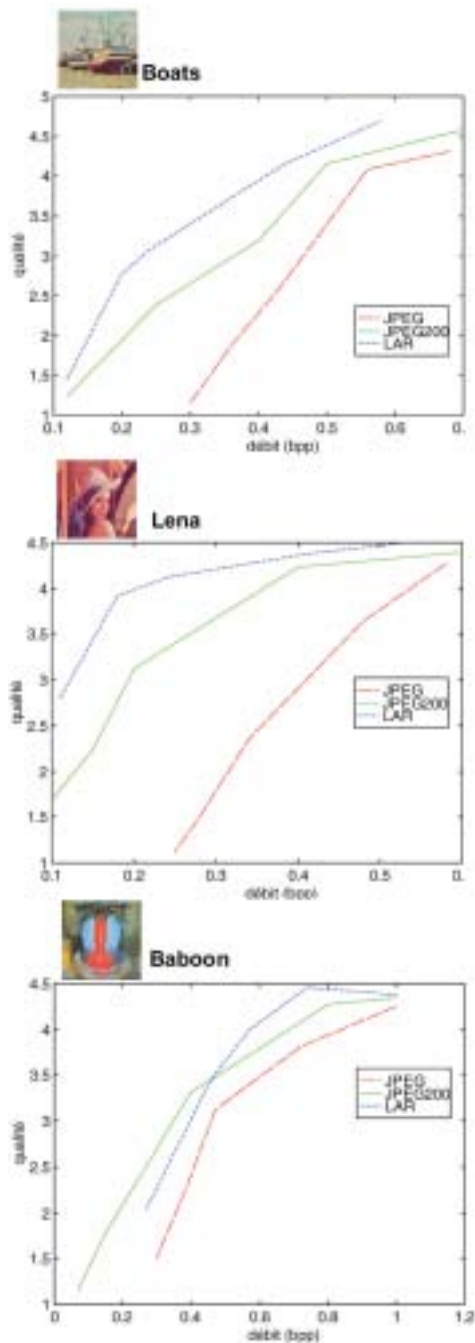 Boats
5
4.5
4
3.5
3
2.5
2
1.5
1
qualité
JPEG
JPEG200
LAR
0.1 0.2 0.3 0.4 0.5 0.6 0.
débit (bpp)
Lena
4.5
4
3.5
3
2.5
2
1.5
1
qualité
JPEG
JPEG200
LAR
0.1 0.2 0.3 0.4 0.5 0.
débit (bpp)
Baboon
4.5
4
3.5
3
2.5
2
1.5
1
qualité
JPEG
JPEG200
LAR
0 0.2 0.4 0.6 0.8 1 1.2
débit (bpp)